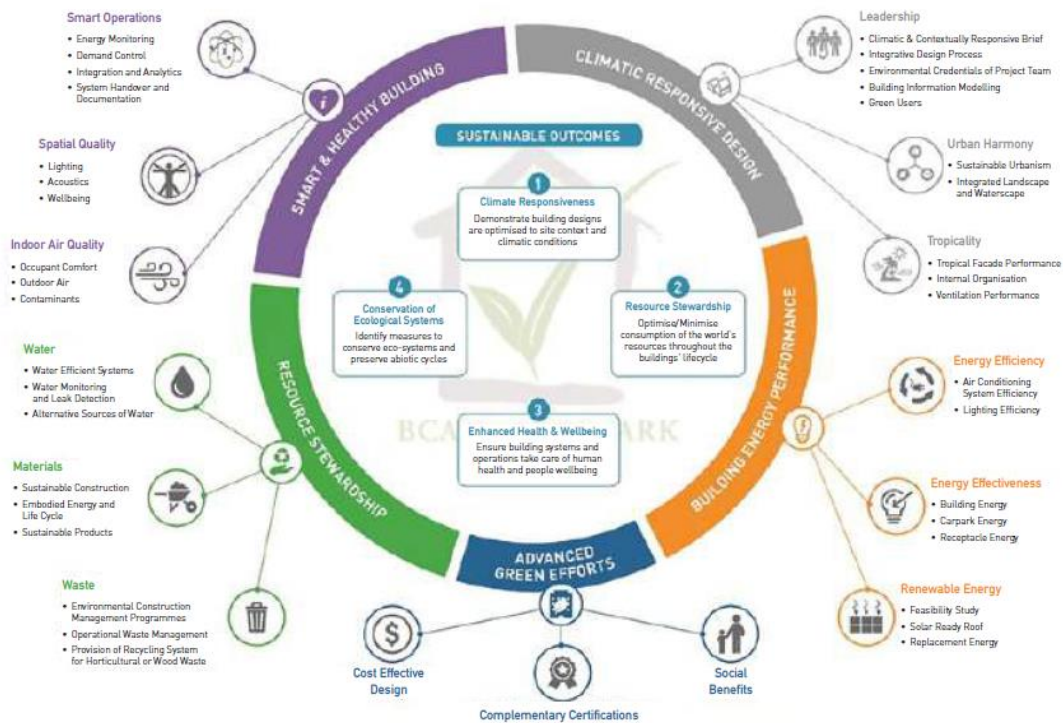 Smart Operations
• Energy Monitoring
• Demand Control
• Integration and Analytics
• System Handover and
Documentation
Spatial Quality
• Lighting
• Acoustics
• Wellbeing
Indoor Air Quality
• Occupant Comfort
• Outdoor Air
• Contaminants
SMART & HEALTHY BUILDING
CLIMATIC RESPONSIVE DESIGN
Leadership
• Climatic & Contextually Responsive Brief
• Integrative Design Process
• Environmental Credentials of Project Team
• Building Information Modelling
• Green Users
Urban Harmony
• Sustainable Urbanism
• Integrated Landscape
and Waterscape
Tropicality
• Tropical Facade Performance
• Internal Organisation
• Ventilation Performance
SUSTAINABLE OUTCOMES
1
Climate Responsiveness
Demonstrate building designs
are optimised to site context and
climatic conditions
2
Resource Stewardship
Optimise/Minimise
consumption of the world's
resources throughout the
buildings' lifecycle
3
Enhanced Health & Wellbeing
Ensure building systems and
operations take care of human
health and people wellbeing
4
Conservation of
Ecological Systems
Identify measures to
conserve eco-systems and
preserve abiotic cycles
BCA
ARK
RESOURCE STEWARDSHIP
Water
• Water Efficient Systems
• Water Monitoring
and Leak Detection
• Alternative Sources of Water
Materials
• Sustainable Construction
• Embodied Energy and
Life Cycle
• Sustainable Products
Waste
• Environmental Construction
Management Programmes
• Operational Waste Management
• Provision of Recycling System
for Horticultural or Wood Waste
BUILDING ENERGY PERFORMANCE
Energy Efficiency
• Air Conditioning
System Efficiency
• Lighting Efficiency
Energy Effectiveness
• Building Energy
• Carpark Energy
• Receptacle Energy
Renewable Energy
• Feasibility Study
• Solar Ready Roof
• Replacement Energy
ADVANCED
GREEN EFFORTS
Cost Effective
Design
Complementary Certifications
Social
Benefits